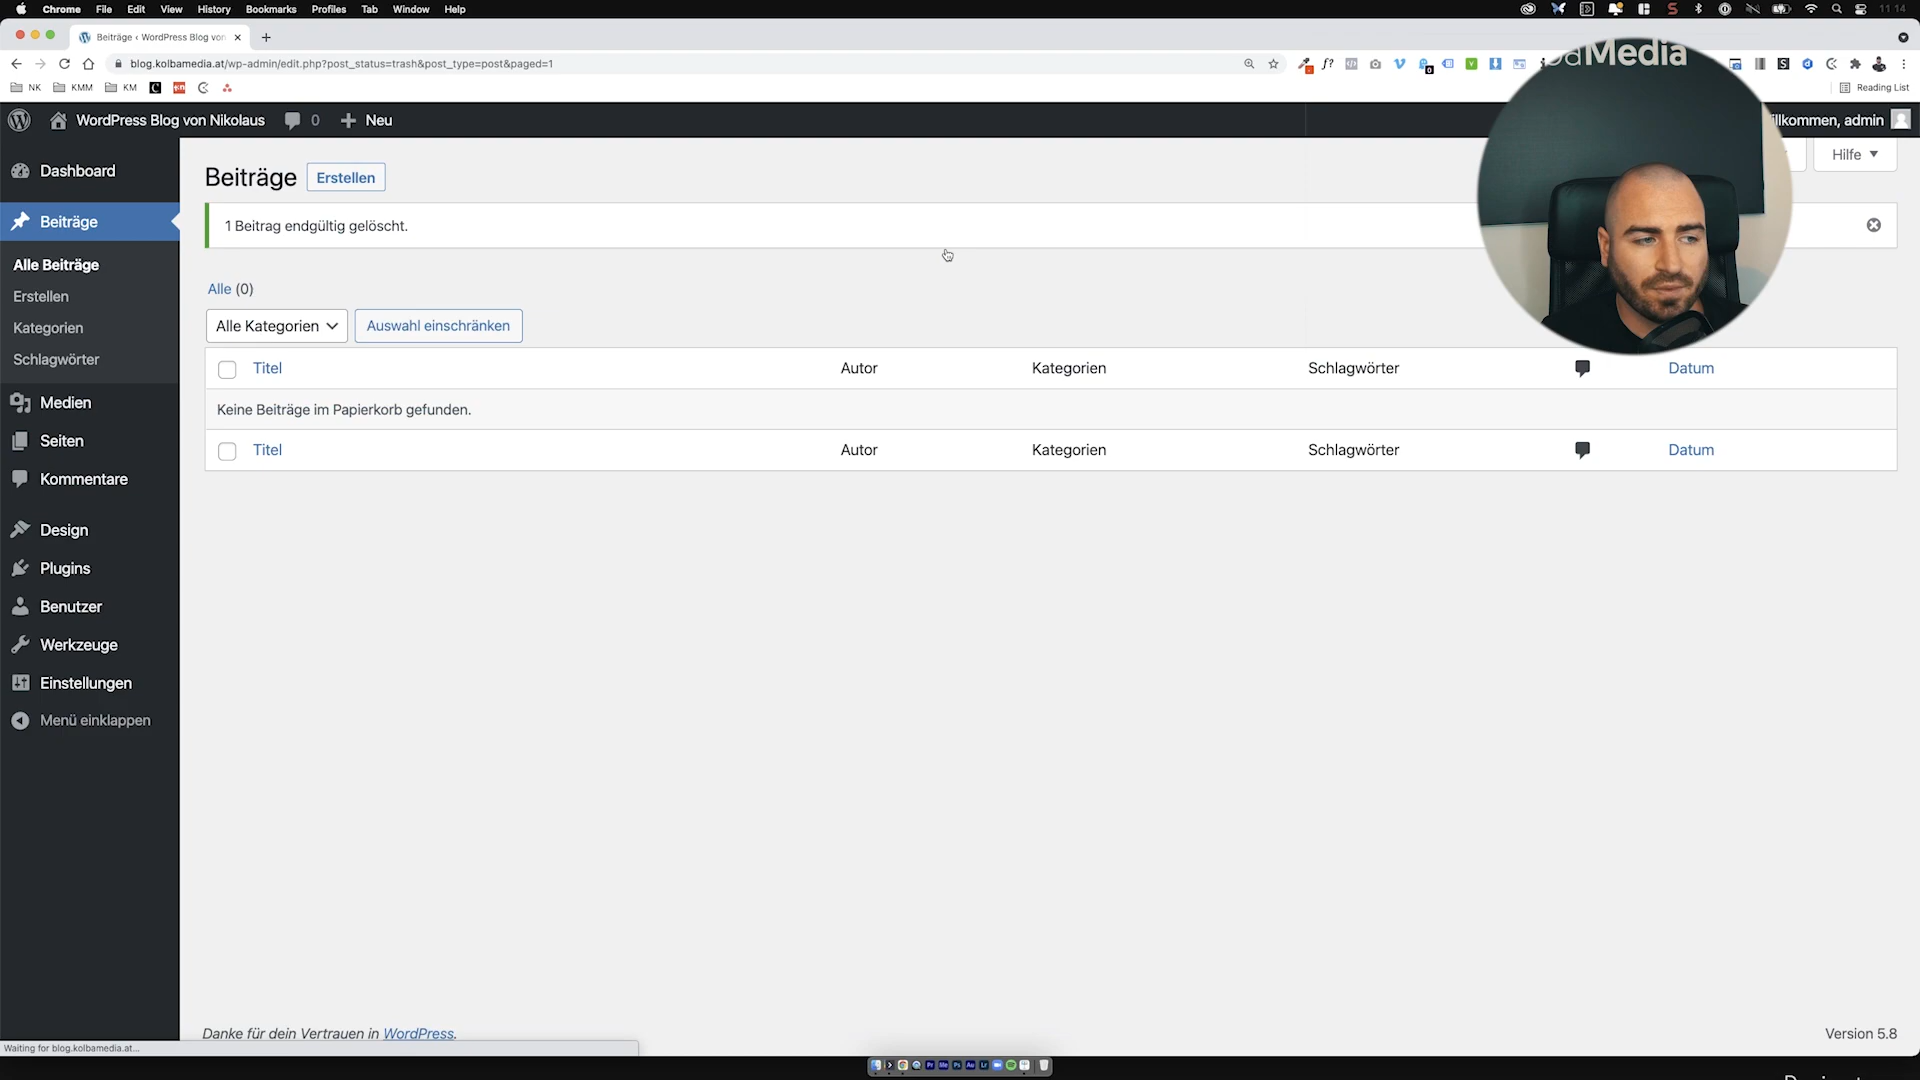 Chrome File Edit View History Bookmarks Profiles Tab Window Help 11 14
Beiträge ‹ WordPress Blog von
blog.kolbamedia.at/wp-admin/edit.php?post_status=trash&post_type=post&paged=1
NK KMM KM Reading List
Media
WordPress Blog von Nikolaus 0 Neu
llkommen, admin
Hilfe
Dashboard
Beiträge
Alle Beiträge
Erstellen
Kategorien
Schlagwörter
Medien
Seiten
Kommentare
Design
Plugins
Benutzer
Werkzeuge
Einstellungen
Menü einklappen
Beiträge Erstellen
1 Beitrag endgültig gelöscht.
Alle (0)
Alle Kategorien Auswahl einschränken
Titel Autor Kategorien Schlagwörter Datum
Keine Beiträge im Papierkorb gefunden.
Titel Autor Kategorien Schlagwörter Datum
Danke für dein Vertrauen in WordPress.
Version 5.8
Waiting for blog.kolbamedia.at...